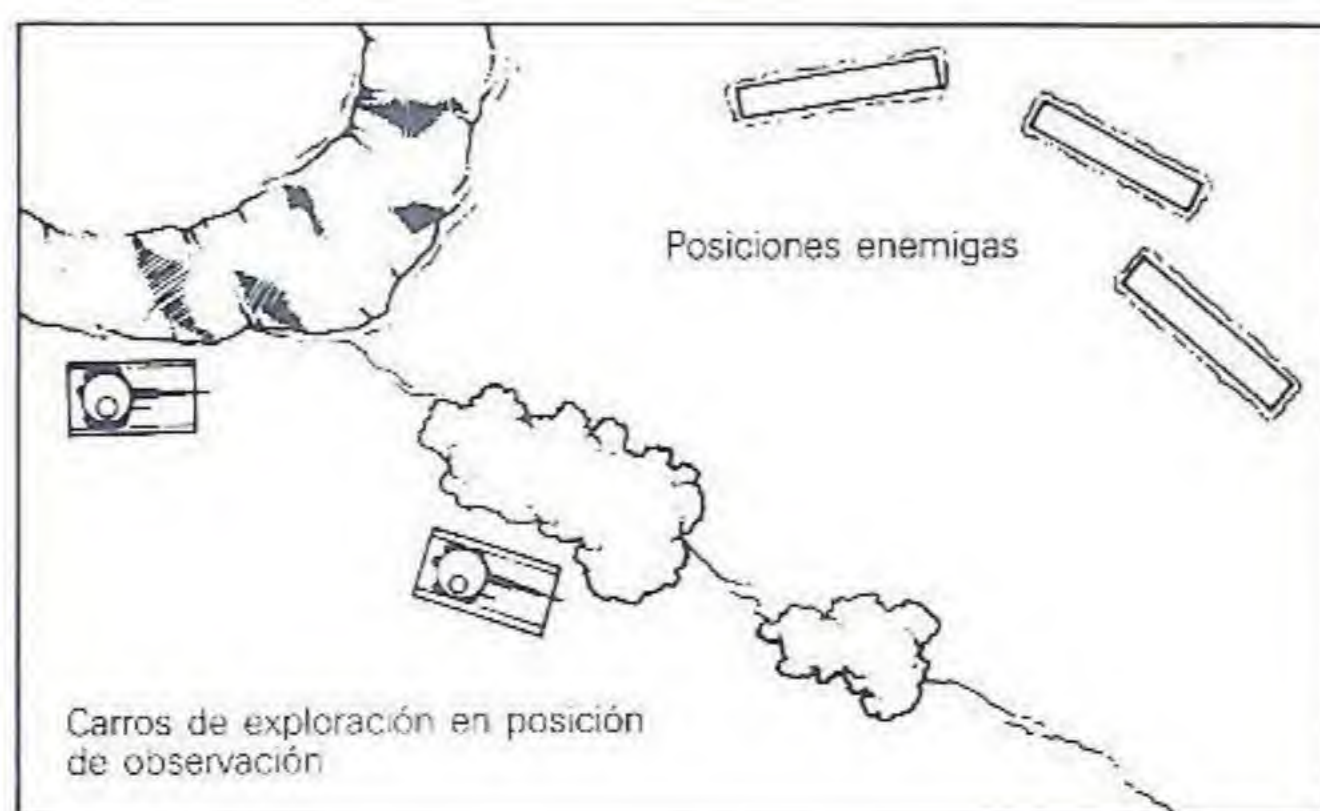 Posiciones enemigas
Carros de exploración en posición
de observación